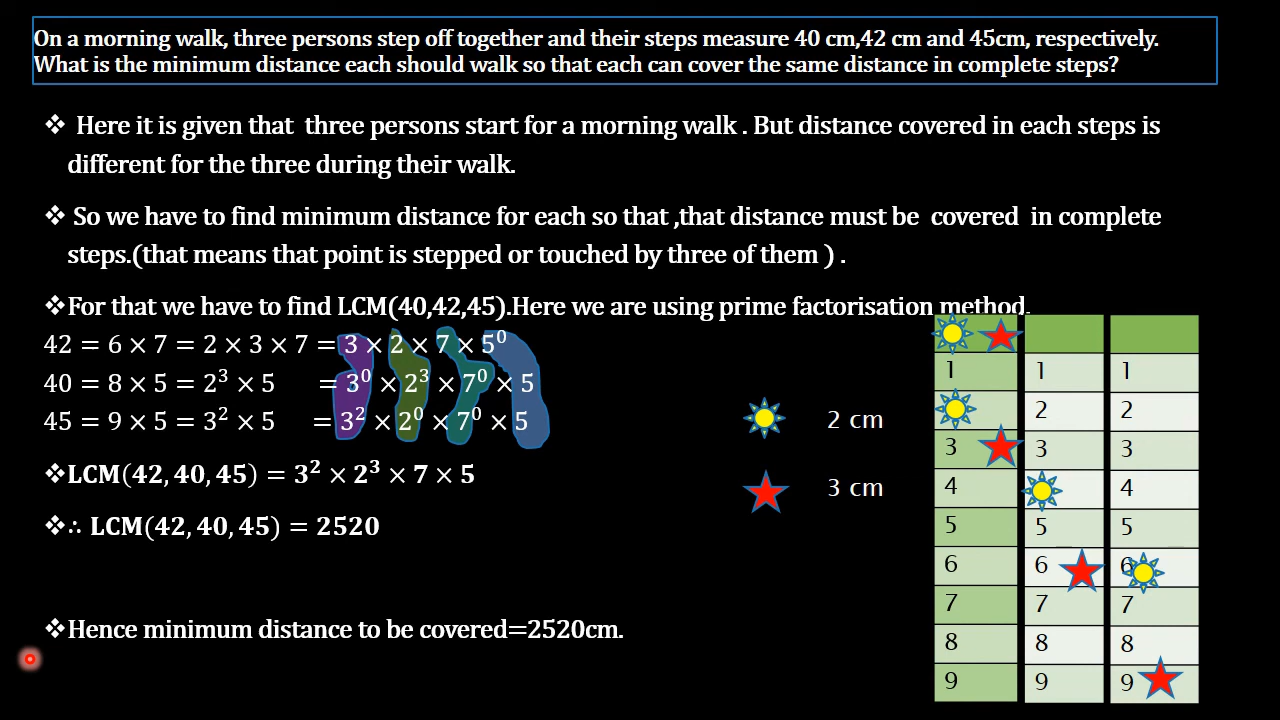 On a morning walk, three persons step off together and their steps measure 40 cm,42 cm and 45cm, respectively.
What is the minimum distance each should walk so that each can cover the same distance in complete steps?
❖ Here it is given that three persons start for a morning walk . But distance covered in each steps is
different for the three during their walk.
❖ So we have to find minimum distance for each so that ,that distance must be covered in complete
steps.(that means that point is stepped or touched by three of them ) .
❖For that we have to find LCM(40,42,45).Here we are using prime factorisation method.
42 = 6 × 7 = 2 × 3 × 7 = 3 × 2 × 7 × 5⁰
40 = 8 × 5 = 2³ × 5 = 3⁰ × 2³ × 7⁰ × 5
45 = 9 × 5 = 3² × 5 = 3² × 2⁰ × 7⁰ × 5
❖LCM(42, 40, 45) = 3² × 2³ × 7 × 5
❖∴ LCM(42, 40, 45) = 2520
❖Hence minimum distance to be covered=2520cm.
2 cm
3 cm
1 1 1
2 2
3 3 3
4 4
5 5 5
6 6 6
7 7 7
8 8 8
9 9 9